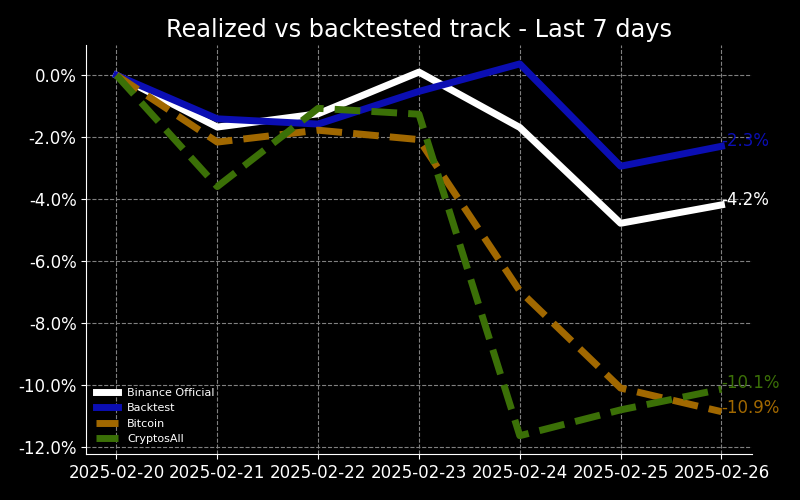 Realized vs backtested track - Last 7 days
0.0%
-2.0%
-4.0%
-6.0%
-8.0%
-10.0%
-12.0%
-2.3%
-4.2%
-10.1%
-10.9%
Binance Official
Backtest
Bitcoin
CryptosAll
2025-02-20 2025-02-21 2025-02-22 2025-02-23 2025-02-24 2025-02-25 2025-02-26